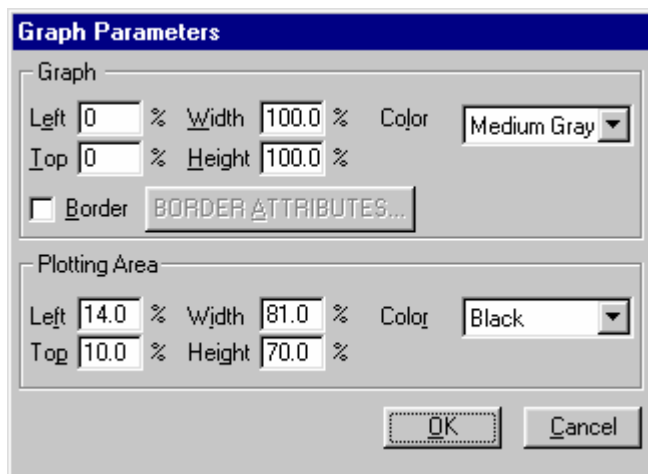 Graph Parameters
Graph
Left 0 % Width 100.0 % Color Medium Gray
Top 0 % Height 100.0 %
Border BORDER ATTRIBUTES...
Plotting Area
Left 14.0 % Width 81.0 % Color Black
Top 10.0 % Height 70.0 %
OK Cancel